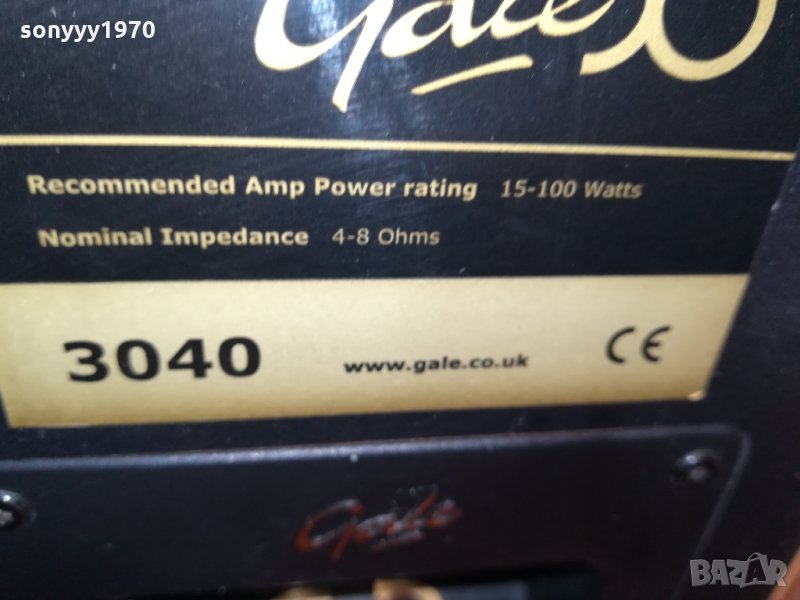 sonyyy1970
Gale
Recommended Amp Power rating 15-100 Watts
Nominal Impedance 4-8 Ohms
3040 www.gale.co.uk CE
Gale
BAZAR